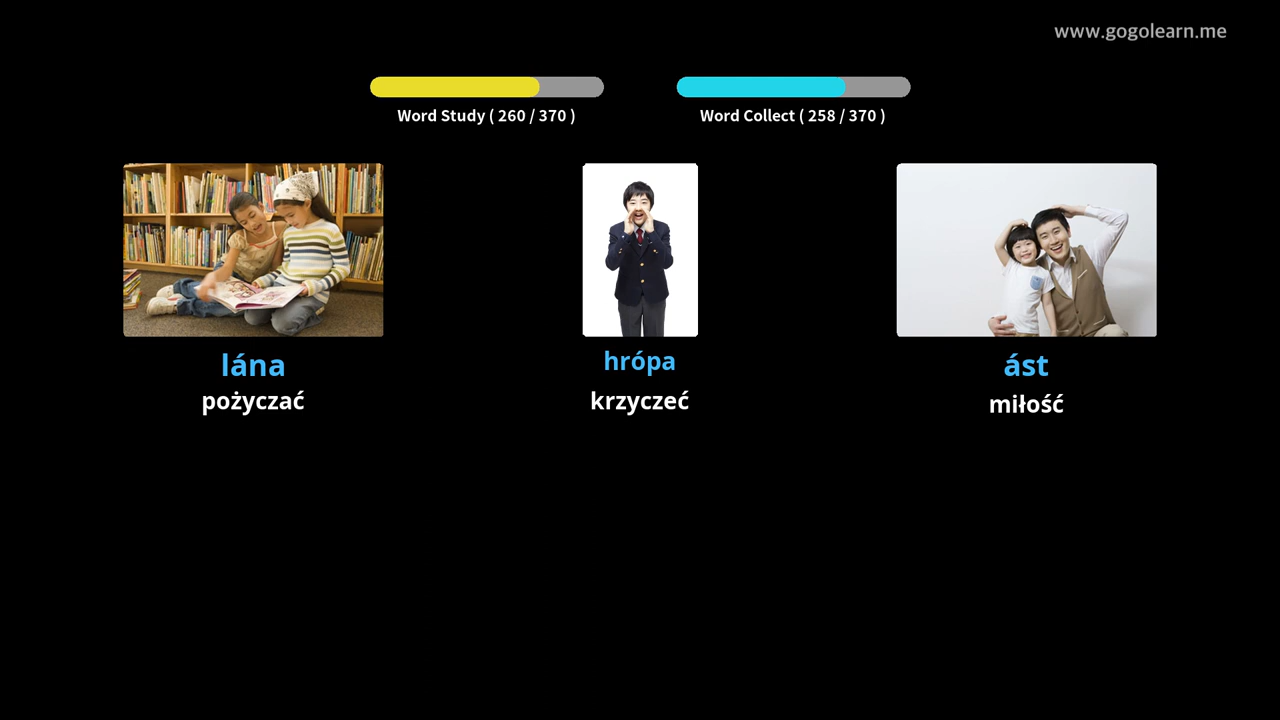 www.gogolearn.me
Word Study ( 260 / 370 )
Word Collect ( 258 / 370 )
lána
hrópa
ást
pożyczać
krzyczeć
miłość